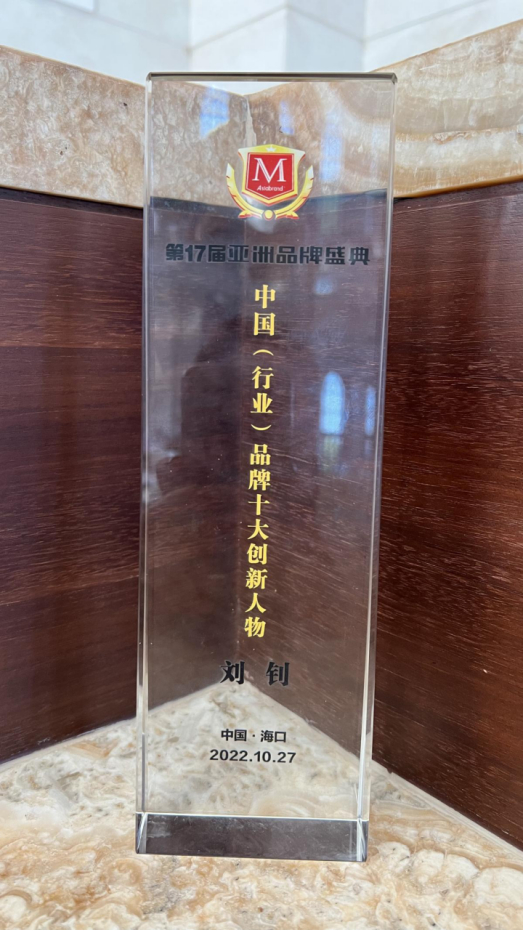 M
Asiabrand
第17届亚洲品牌盛典
中国（行业）品牌十大创新人物
刘 钊
中国·海口
2022.10.27